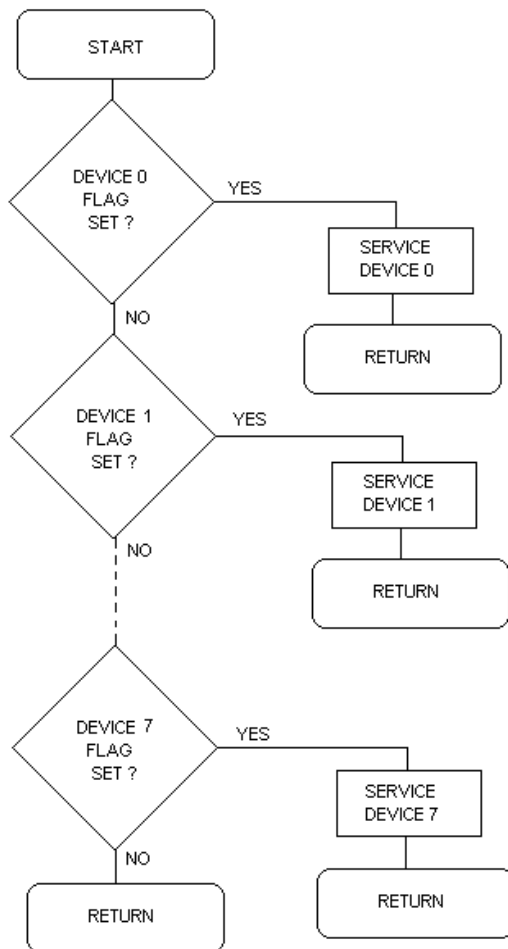 START
DEVICE 0
FLAG
SET ?
YES
SERVICE
DEVICE 0
RETURN
NO
DEVICE 1
FLAG
SET ?
YES
SERVICE
DEVICE 1
RETURN
NO
DEVICE 7
FLAG
SET ?
YES
SERVICE
DEVICE 7
RETURN
NO
RETURN